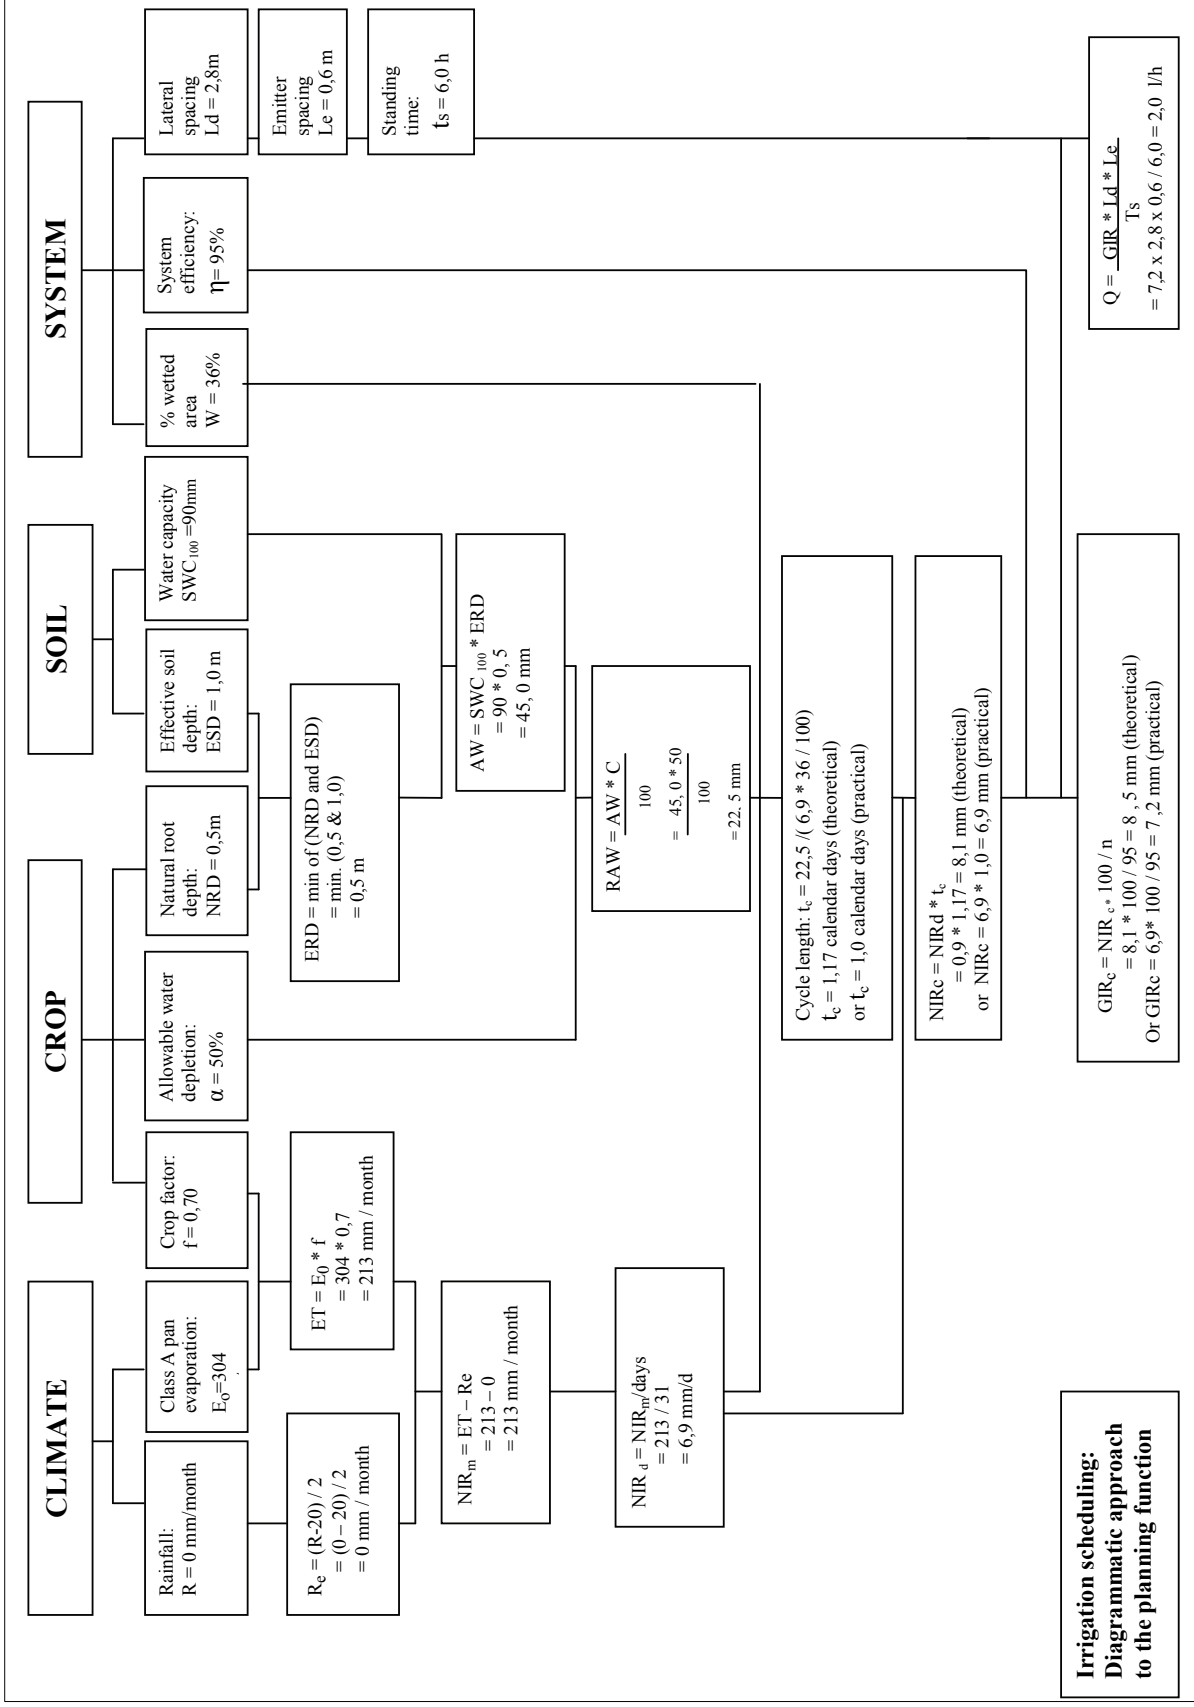 CLIMATE
CROP
SOIL
SYSTEM
Rainfall:
R = 0 mm/month
Class A pan
evaporation:
E₀=304
.
Crop factor:
f = 0,70
Allowable water
depletion:
α = 50%
Natural root
depth:
NRD = 0,5m
Effective soil
depth:
ESD = 1,0 m
Water capacity
SWC₁₀₀ =90mm
% wetted
area
W = 36%
System
efficiency:
η= 95%
Lateral
spacing
Ld = 2,8m
Emitter
spacing
Le = 0,6 m
Standing
time:
ts = 6,0 h
Rₑ = (R-20) / 2
= (0 – 20) / 2
= 0 mm / month
ET = E₀ * f
= 304 * 0,7
= 213 mm / month
ERD = min of (NRD and ESD)
= min. (0,5 & 1,0)
= 0,5 m
NIRₘ = ET – Re
= 213 – 0
= 213 mm / month
AW = SWC ₁₀₀ * ERD
= 90 * 0, 5
= 45, 0 mm
NIR d = NIRₘ/days
= 213 / 31
= 6,9 mm/d
RAW = AW * C
100
= 45, 0 * 50
100
= 22. 5 mm
Cycle length: t_c = 22,5 /( 6,9 * 36 / 100)
t_c = 1,17 calendar days (theoretical)
or t_c = 1,0 calendar days (practical)
NIRc = NIRd * t_c
= 0,9 * 1,17 = 8,1 mm (theoretical)
or NIRc = 6,9 * 1,0 = 6,9 mm (practical)
GIR_c = NIR c * 100 / n
= 8,1 * 100 / 95 = 8 , 5 mm (theoretical)
Or GIRc = 6,9* 100 / 95 = 7 ,2 mm (practical)
Q = GIR * Ld * Le
Ts
= 7,2 x 2,8 x 0,6 / 6,0 = 2,0 l/h
Irrigation scheduling:
Diagrammatic approach
to the planning function